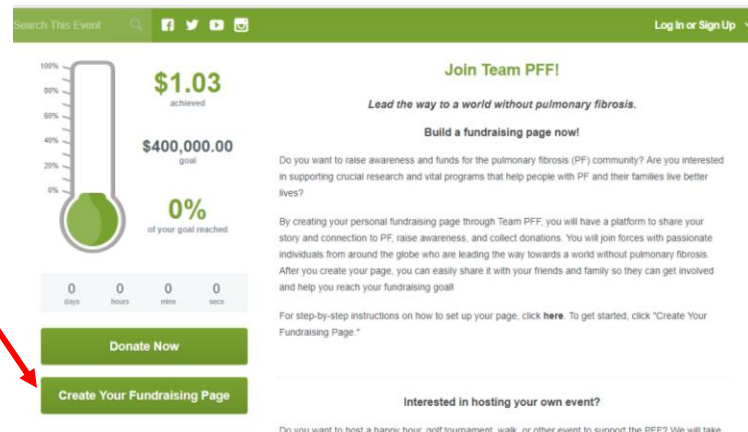 Search This Event
Log In or Sign Up
100%
80%
60%
40%
20%
0%
$1.03
achieved
$400,000.00
goal
0%
of your goal reached
0 0 0 0
days hours mins secs
Donate Now
Create Your Fundraising Page
Join Team PFF!
Lead the way to a world without pulmonary fibrosis.
Build a fundraising page now!
Do you want to raise awareness and funds for the pulmonary fibrosis (PF) community? Are you interested
in supporting crucial research and vital programs that help people with PF and their families live better
lives?
By creating your personal fundraising page through Team PFF, you will have a platform to share your
story and connection to PF, raise awareness, and collect donations. You will join forces with passionate
individuals from around the globe who are leading the way towards a world without pulmonary fibrosis.
After you create your page, you can easily share it with your friends and family so they can get involved
and help you reach your fundraising goal!
For step-by-step instructions on how to set up your page, click here. To get started, click "Create Your
Fundraising Page."
Interested in hosting your own event?
Do you want to host a happy hour, golf tournament, walk, or other event to support the PFF? We will take